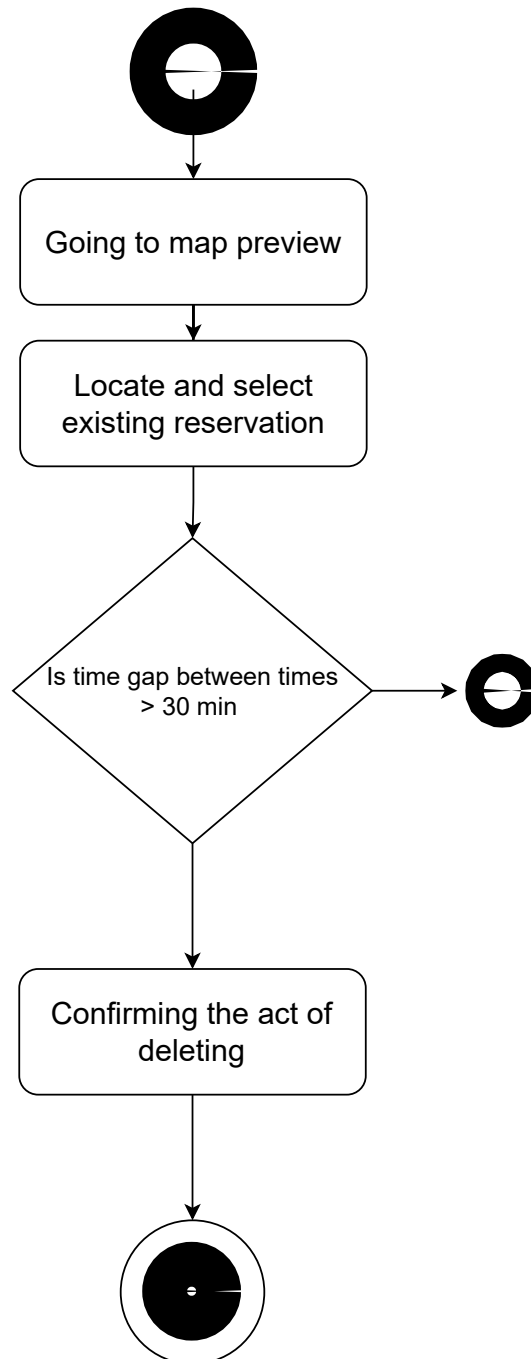 Going to map preview
Locate and select
existing reservation
Is time gap between times
> 30 min
Confirming the act of
deleting